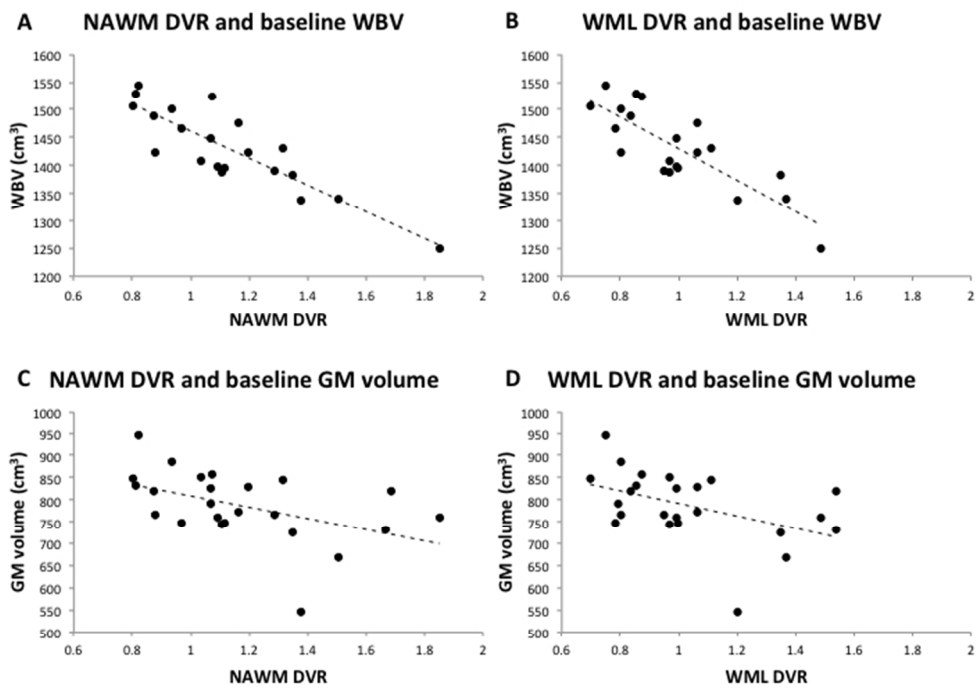 A NAWM DVR and baseline WBV
WBV (cm³)
1600
1550
1500
1450
1400
1350
1300
1250
1200
0.6 0.8 1 1.2 1.4 1.6 1.8 2
NAWM DVR
B WML DVR and baseline WBV
WBV (cm³)
1600
1550
1500
1450
1400
1350
1300
1250
1200
0.6 0.8 1 1.2 1.4 1.6 1.8 2
WML DVR
C NAWM DVR and baseline GM volume
GM volume (cm³)
1000
950
900
850
800
750
700
650
600
550
500
0.6 0.8 1 1.2 1.4 1.6 1.8 2
NAWM DVR
D WML DVR and baseline GM volume
GM volume (cm³)
1000
950
900
850
800
750
700
650
600
550
500
0.6 0.8 1 1.2 1.4 1.6 1.8 2
WML DVR